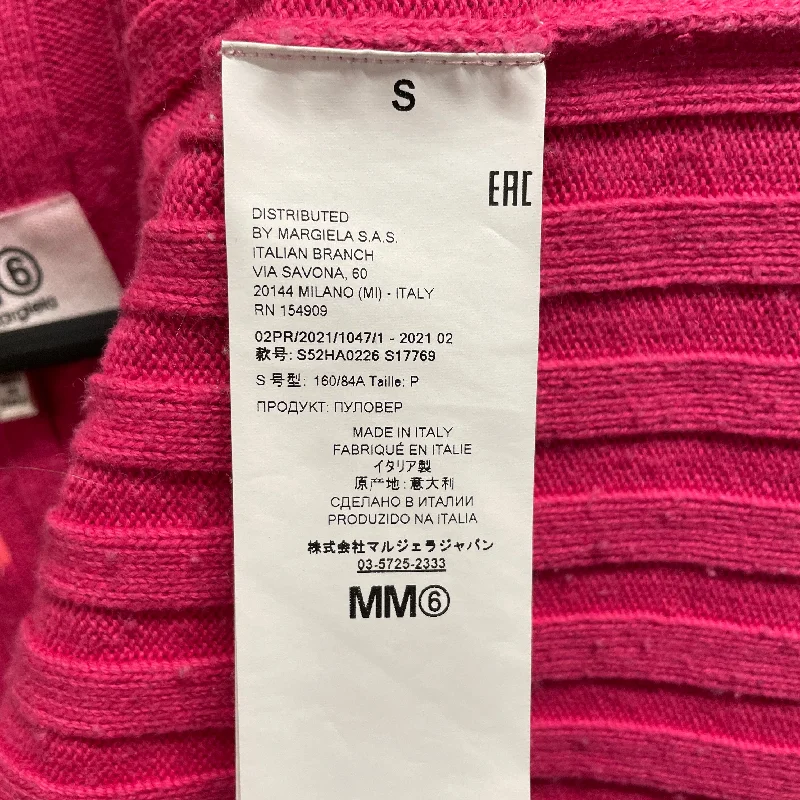 S
EAC
DISTRIBUTED
BY MARGIELA S.A.S.
ITALIAN BRANCH
VIA SAVONA, 60
20144 MILANO (MI) - ITALY
RN 154909
02PR/2021/1047/1 - 2021 02
款号: S52HA0226 S17769
S 号型: 160/84A Taille: P
ПРОДУКТ: ПУЛОВЕР
MADE IN ITALY
FABRIQUÉ EN ITALIE
イタリア製
原产地: 意大利
СДЕЛАНО В ИТАЛИИ
PRODUZIDO NA ITALIA
株式会社マルジェラジャパン
03-5725-2333
MM⑥
⑥